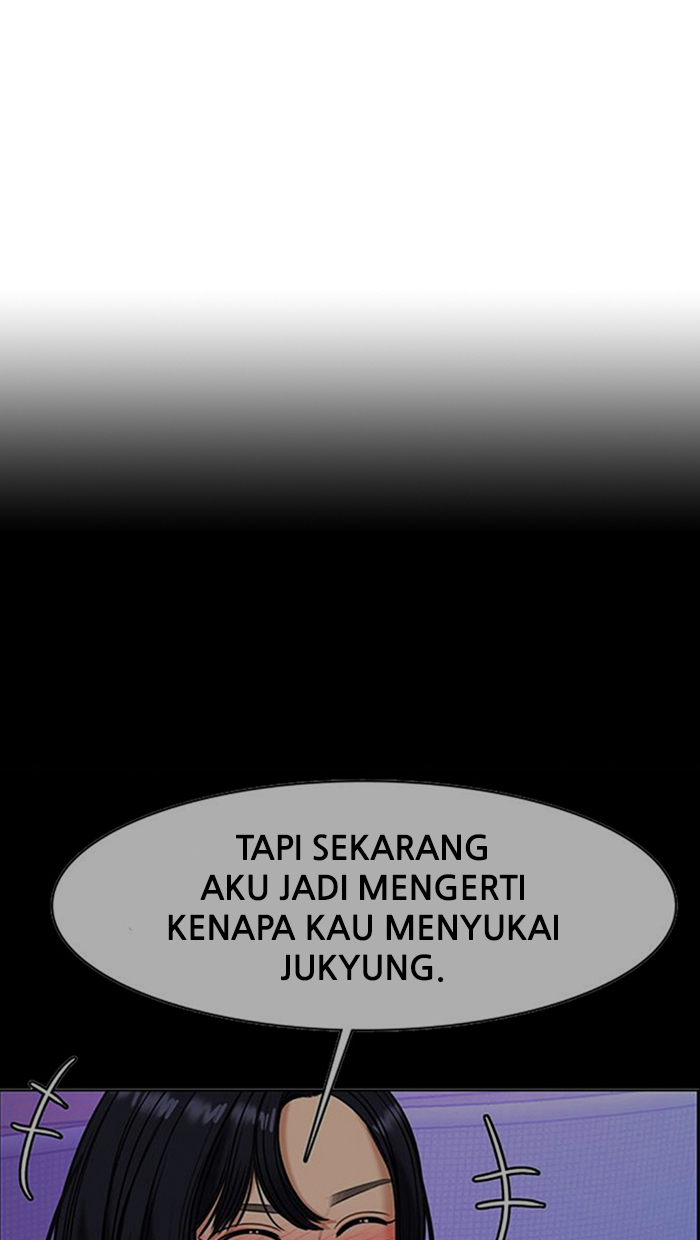 TAPI SEKARANG
AKU JADI MENGERTI
KENAPA KAU MENYUKAI
JUKYUNG.